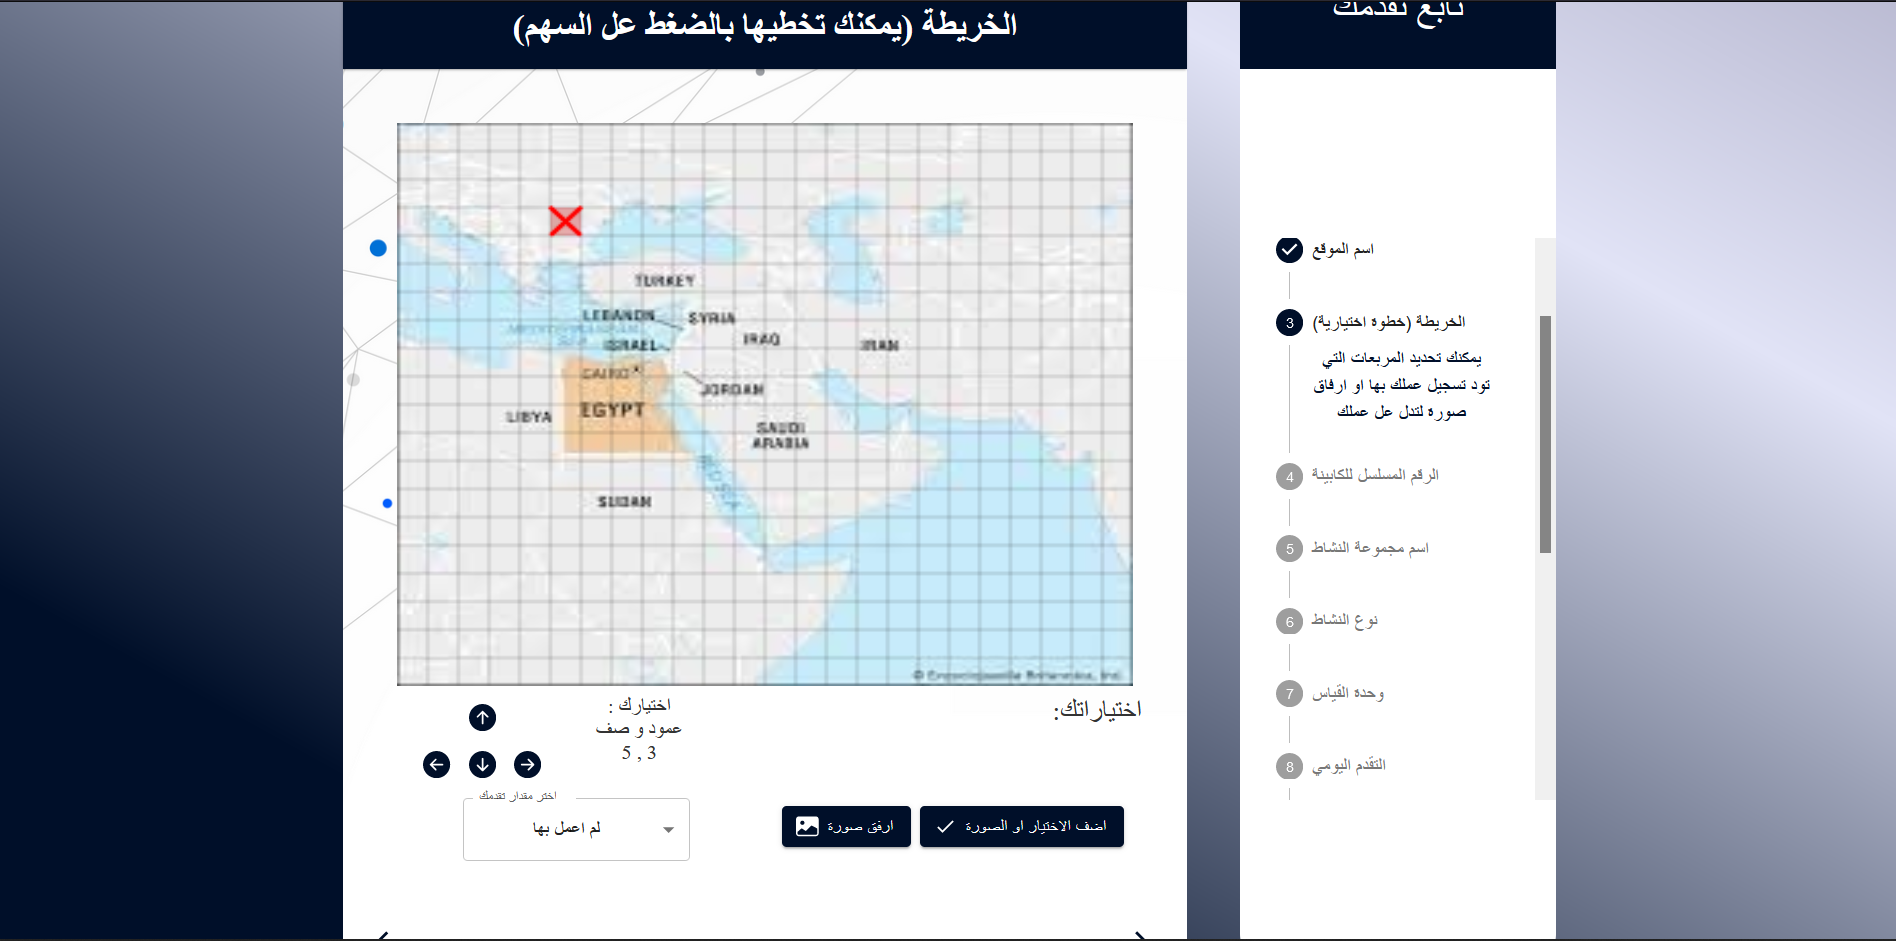 الخريطة (يمكنك تخطيها بالضغط عل السهم)
تابع تقدمك
TURKEY
LEBANON
SYRIA
MEDITERRANEAN
SEA
ISRAEL
IRAQ
IRAN
CAIRO
JORDAN
EGYPT
LIBYA
SAUDI
ARABIA
RED SEA
SUDAN
© Encyclopaedia Britannica, Inc.
اختياراتك:
اختيارك :
عمود و صف
5 , 3
اختر مقدار تقدمك
لم اعمل بها
ارفق صورة
اضف الاختيار او الصورة
اسم الموقع
3 الخريطة (خطوة اختيارية)
يمكنك تحديد المربعات التي
تود تسجيل عملك بها او ارفاق
صورة لتدل عل عملك
4 الرقم المسلسل للكابينة
5 اسم مجموعة النشاط
6 نوع النشاط
7 وحدة القياس
8 التقدم اليومي